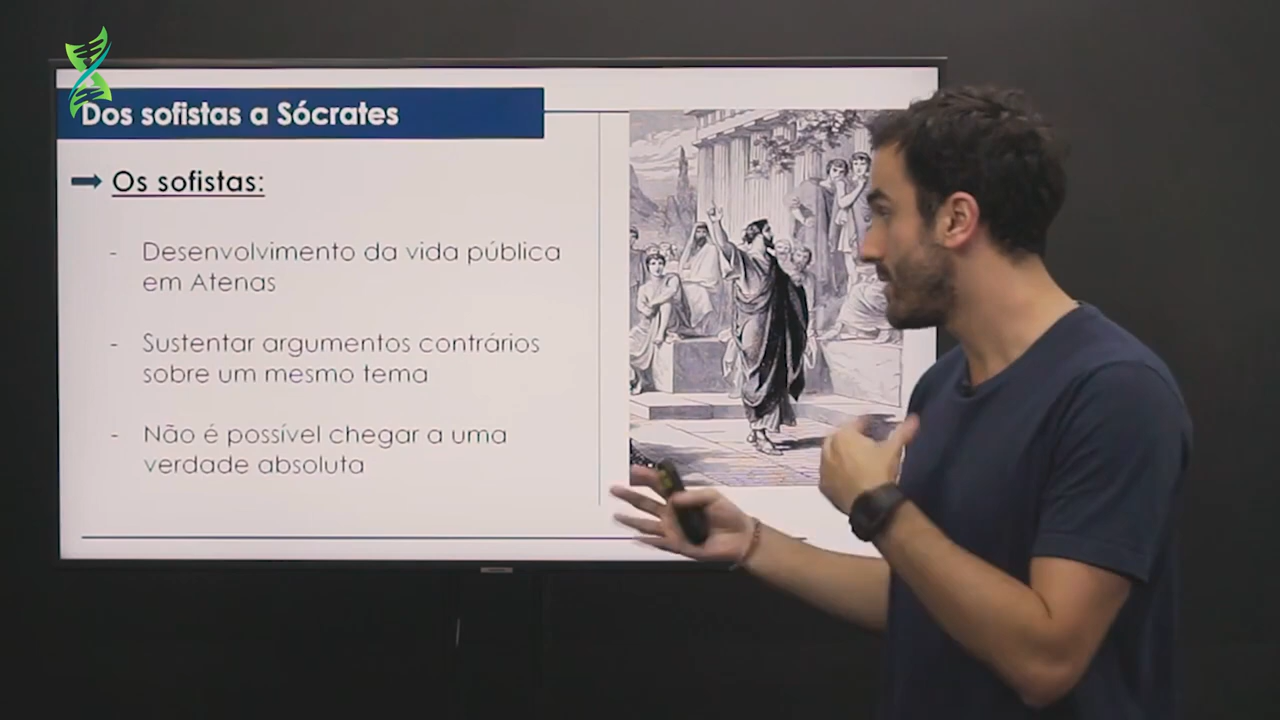 Dos sofistas a Sócrates
Os sofistas:
- Desenvolvimento da vida pública
em Atenas
- Sustentar argumentos contrários
sobre um mesmo tema
- Não é possível chegar a uma
verdade absoluta